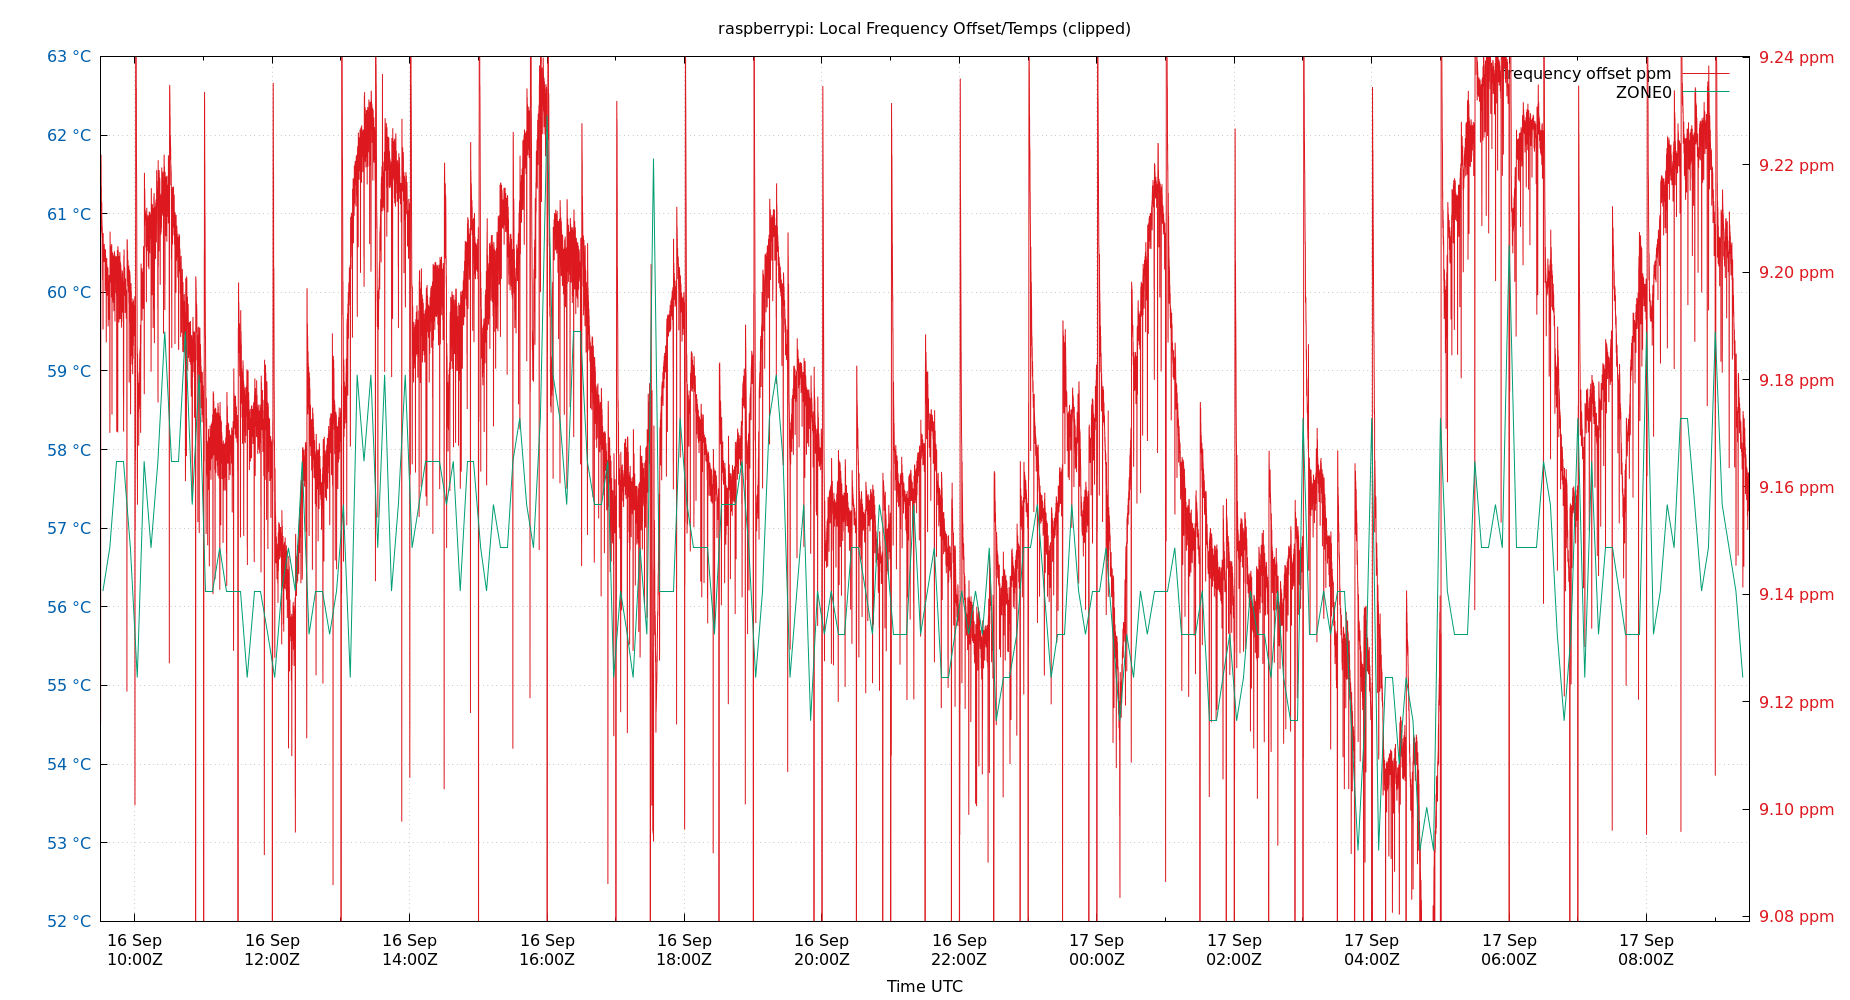 raspberrypi: Local Frequency Offset/Temps (clipped)
63 °C
62 °C
61 °C
60 °C
59 °C
58 °C
57 °C
56 °C
55 °C
54 °C
53 °C
52 °C
9.24 ppm
9.22 ppm
9.20 ppm
9.18 ppm
9.16 ppm
9.14 ppm
9.12 ppm
9.10 ppm
9.08 ppm
frequency offset ppm
ZONE0
16 Sep
10:00Z
16 Sep
12:00Z
16 Sep
14:00Z
16 Sep
16:00Z
16 Sep
18:00Z
16 Sep
20:00Z
16 Sep
22:00Z
17 Sep
00:00Z
17 Sep
02:00Z
17 Sep
04:00Z
17 Sep
06:00Z
17 Sep
08:00Z
Time UTC